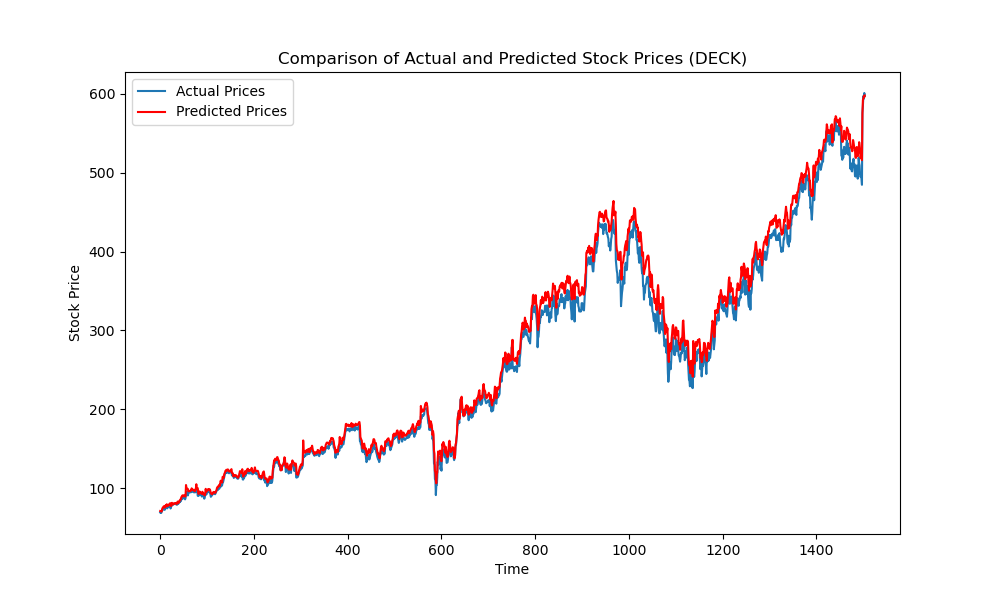 Comparison of Actual and Predicted Stock Prices (DECK)
Actual Prices
Predicted Prices
600
500
400
300
200
100
Stock Price
0 200 400 600 800 1000 1200 1400
Time